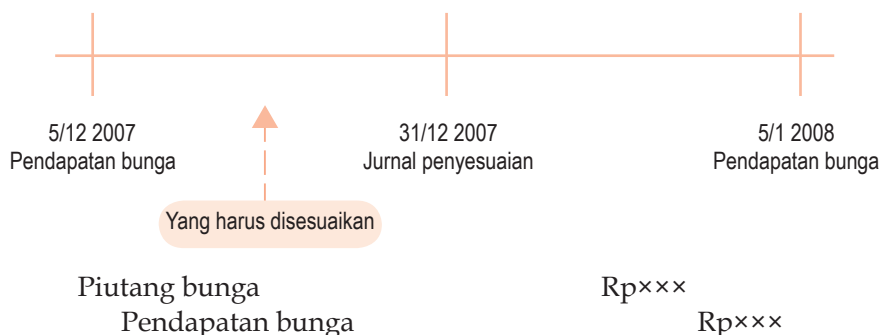 5/12 2007 31/12 2007 5/1 2008
Pendapatan bunga Jurnal penyesuaian Pendapatan bunga
Yang harus disesuaikan
Piutang bunga Rp×××
Pendapatan bunga Rp×××